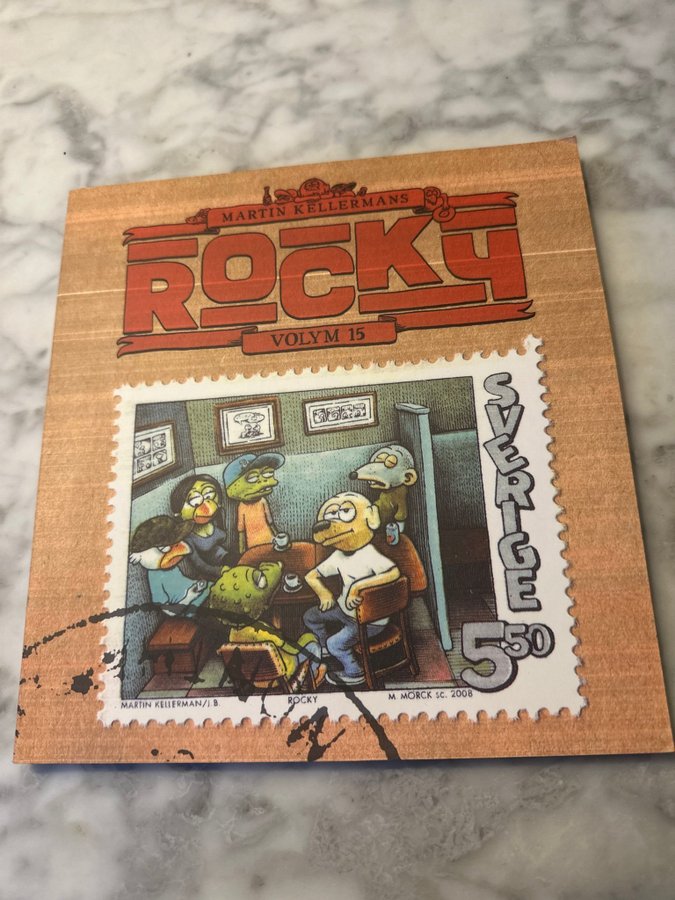 MARTIN KELLERMANS
ROCKY
VOLYM 15
SVERIGE
5.50
MARTIN KELLERMAN/J.B.
ROCKY
M. MÖRCK SC. 2008